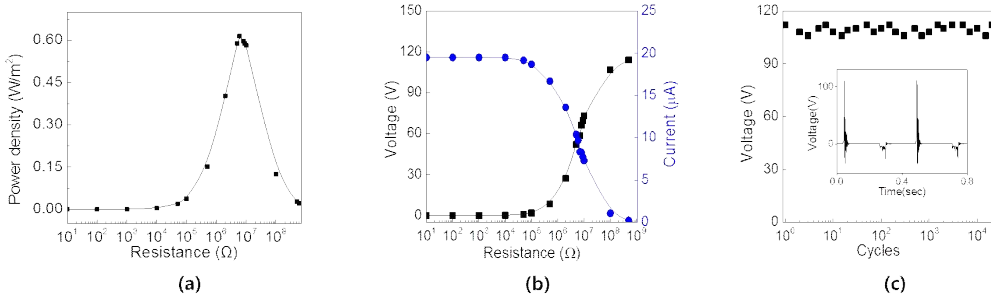 Power density (W/m²)
0.60
0.45
0.30
0.15
0.00
10¹ 10² 10³ 10⁴ 10⁵ 10⁶ 10⁷ 10⁸
Resistance (Ω)
(a)
Voltage (V)
150
120
90
60
30
0
25
20
15
10
5
0
Current (μA)
10¹ 10² 10³ 10⁴ 10⁵ 10⁶ 10⁷ 10⁸ 10⁹
Resistance (Ω)
(b)
Voltage (V)
120
90
60
30
0
Voltage(V)
100
0
0.0 0.4 0.8
Time(sec)
10⁰ 10¹ 10² 10³ 10⁴
Cycles
(c)